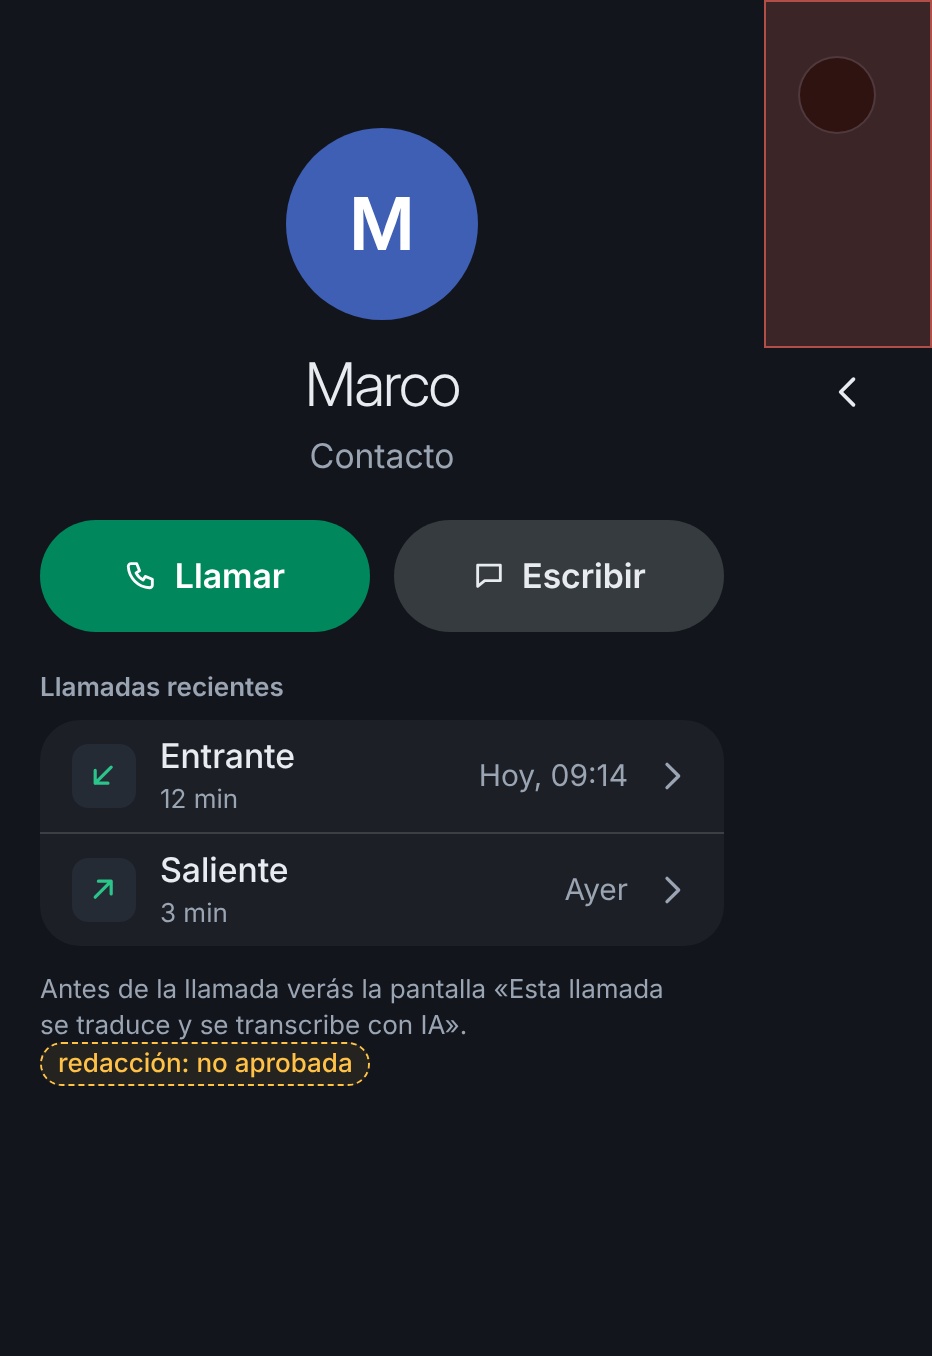 M
Marco
Contacto
Llamar
Escribir
Llamadas recientes
Entrante
12 min
Hoy, 09:14
Saliente
3 min
Ayer
Antes de la llamada verás la pantalla «Esta llamada
se traduce y se transcribe con IA».
redacción: no aprobada